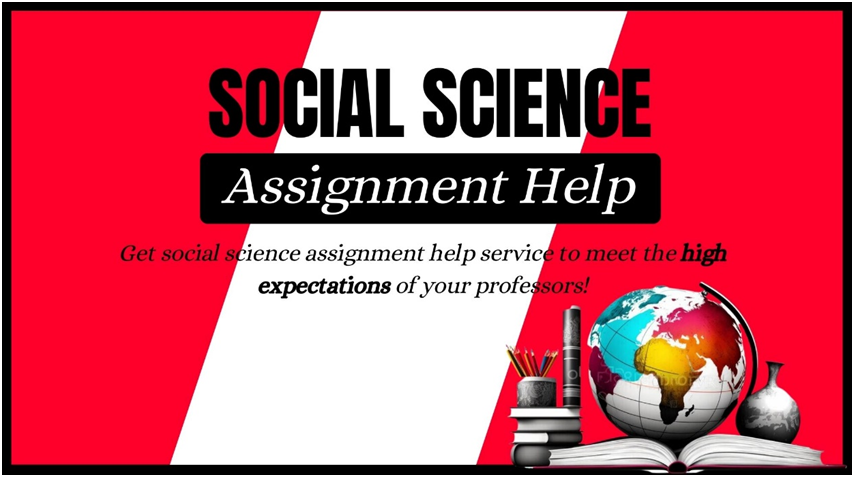 SOCIAL SCIENCE
Assignment Help
Get social science assignment help service to meet the high
expectations of your professors!